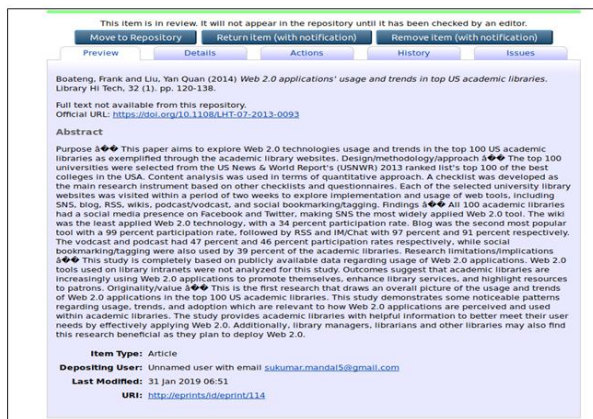 This item is in review. It will not appear in the repository until it has been checked by an editor.
Move to Repository Return item (with notification) Remove item (with notification)
Preview Details Actions History Issues
Boateng, Frank and Liu, Yan Quan (2014) Web 2.0 applications' usage and trends in top US academic libraries.
Library Hi Tech, 32 (1). pp. 120-138.
Full text not available from this repository.
Official URL: https://doi.org/10.1108/LHT-07-2013-0093
Abstract
Purpose â�� This paper aims to explore Web 2.0 technologies usage and trends in the top 100 US academic
libraries as exemplified through the academic library websites. Design/methodology/approach â�� The top 100
universities were selected from the US News & World Report's (USNWR) 2013 ranked list's top 100 of the best
colleges in the USA. Content analysis was used in terms of quantitative approach. A checklist was developed as
the main research instrument based on other checklists and questionnaires. Each of the selected university library
websites was visited within a period of two weeks to explore implementation and usage of web tools, including
SNS, blog, RSS, wikis, podcast/vodcast, and social bookmarking/tagging. Findings â�� All 100 academic libraries
had a social media presence on Facebook and Twitter, making SNS the most widely applied Web 2.0 tool. The wiki
was the least applied Web 2.0 technology, with a 34 percent participation rate. Blog was the second most popular
tool with a 99 percent participation rate, followed by RSS and IM/Chat with 97 percent and 91 percent respectively.
The vodcast and podcast had 47 percent and 46 percent participation rates respectively, while social
bookmarking/tagging were also used by 39 percent of the academic libraries. Research limitations/implications
â�� This study is completely based on publicly available data regarding usage of Web 2.0 applications. Web 2.0
tools used on library intranets were not analyzed for this study. Outcomes suggest that academic libraries are
increasingly using Web 2.0 applications to promote themselves, enhance library services, and highlight resources
to patrons. Originality/value â�� This is the first research that draws an overall picture of the usage and trends
of Web 2.0 applications in the top 100 US academic libraries. This study demonstrates some noticeable patterns
regarding usage, trends, and adoption which are relevant to how Web 2.0 applications are perceived and used
within academic libraries. The study provides academic libraries with helpful information to better meet their user
needs by effectively applying Web 2.0. Additionally, library managers, librarians and other libraries may also find
this research beneficial as they plan to deploy Web 2.0.
Item Type: Article
Depositing User: Unnamed user with email sukumar.mandal5@gmail.com
Last Modified: 31 Jan 2019 06:51
URI: http://eprints/id/eprint/114